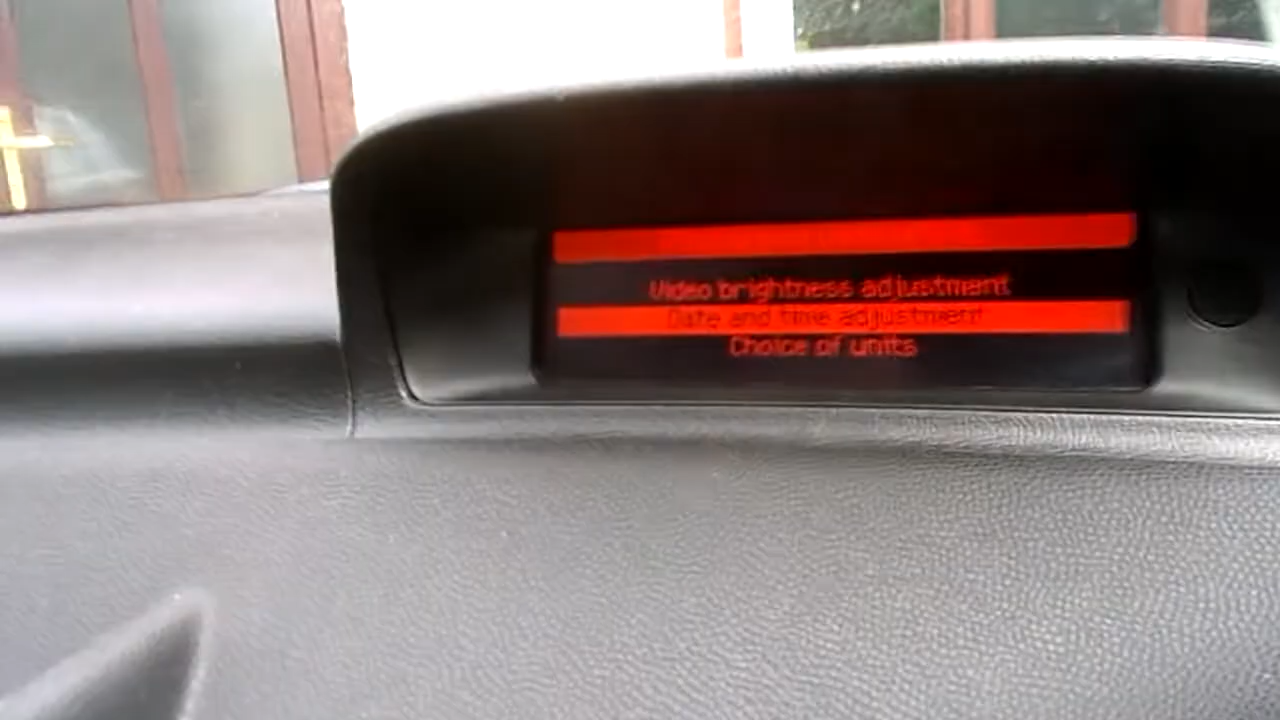 Video brightness adjustment
Date and time adjustment
Choice of units